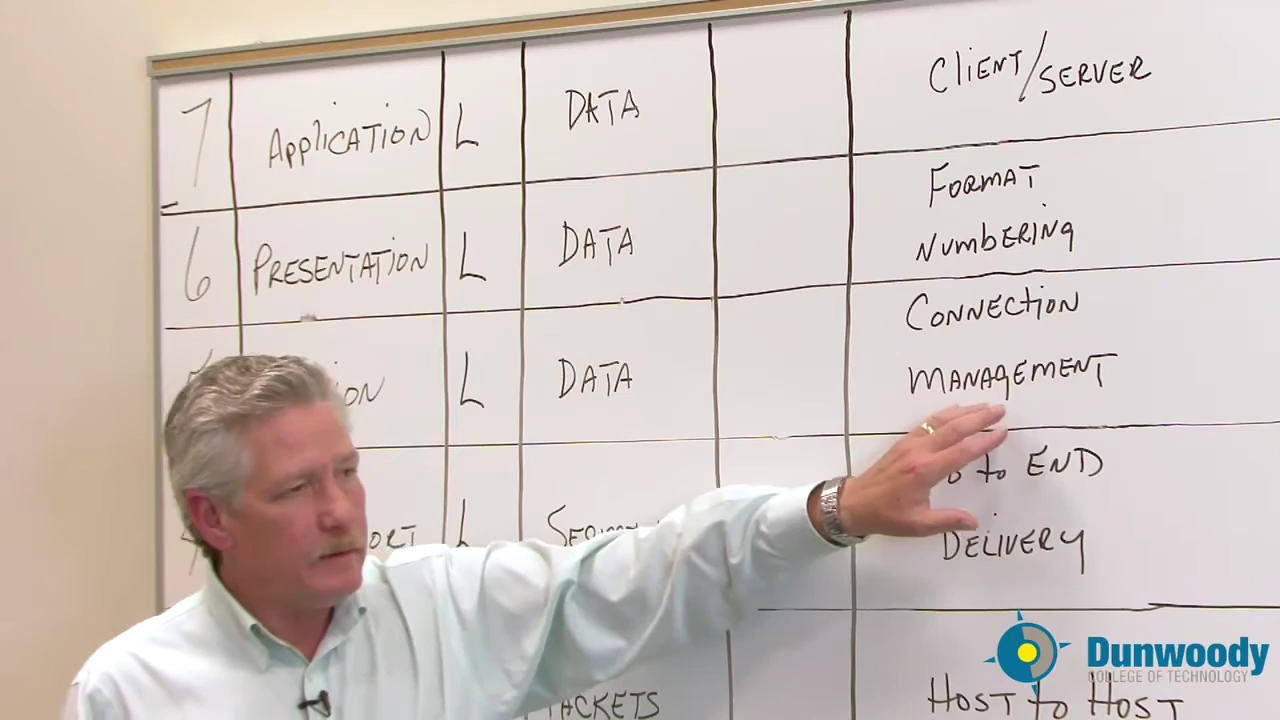 7 Application L DATA Client/SERVER
6 PRESENTATION L DATA Format
Numbering
L DATA Connection
Management
to END
L
Delivery
PACKETS Host to Host
Dunwoody
COLLEGE OF TECHNOLOGY